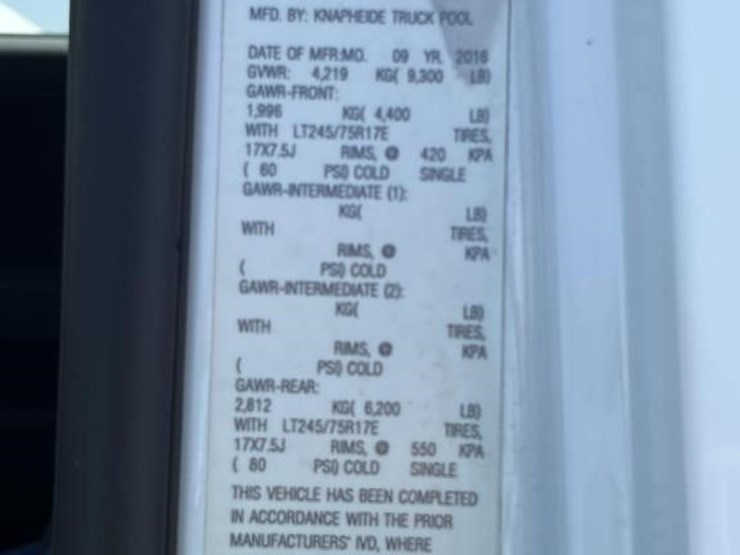 MFD. BY: KNAPHEIDE TRUCK POOL
DATE OF MFR:MO. 09 YR. 2016
GVWR: 4,219 KG( 9,300 LB)
GAWR-FRONT:
1,996 KG( 4,400 LB)
WITH LT245/75R17E TIRES,
17X7.5J RIMS, @ 420 KPA
( 60 PSI) COLD SINGLE
GAWR-INTERMEDIATE (1):
KG( LB)
WITH TIRES,
RIMS, @ KPA
( PSI) COLD
GAWR-INTERMEDIATE (2):
KG( LB)
WITH TIRES,
RIMS, @ KPA
( PSI) COLD
GAWR-REAR:
2,812 KG( 6,200 LB)
WITH LT245/75R17E TIRES,
17X7.5J RIMS, @ 550 KPA
( 80 PSI) COLD SINGLE
THIS VEHICLE HAS BEEN COMPLETED
IN ACCORDANCE WITH THE PRIOR
MANUFACTURERS' IVD, WHERE